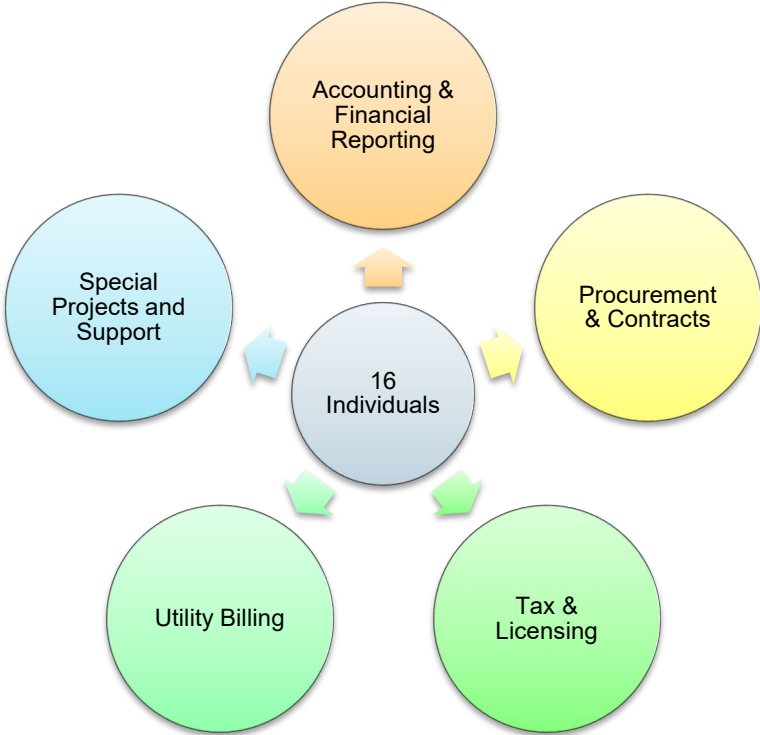 Accounting &
Financial
Reporting
Special
Projects and
Support
Procurement
& Contracts
16
Individuals
Utility Billing
Tax &
Licensing